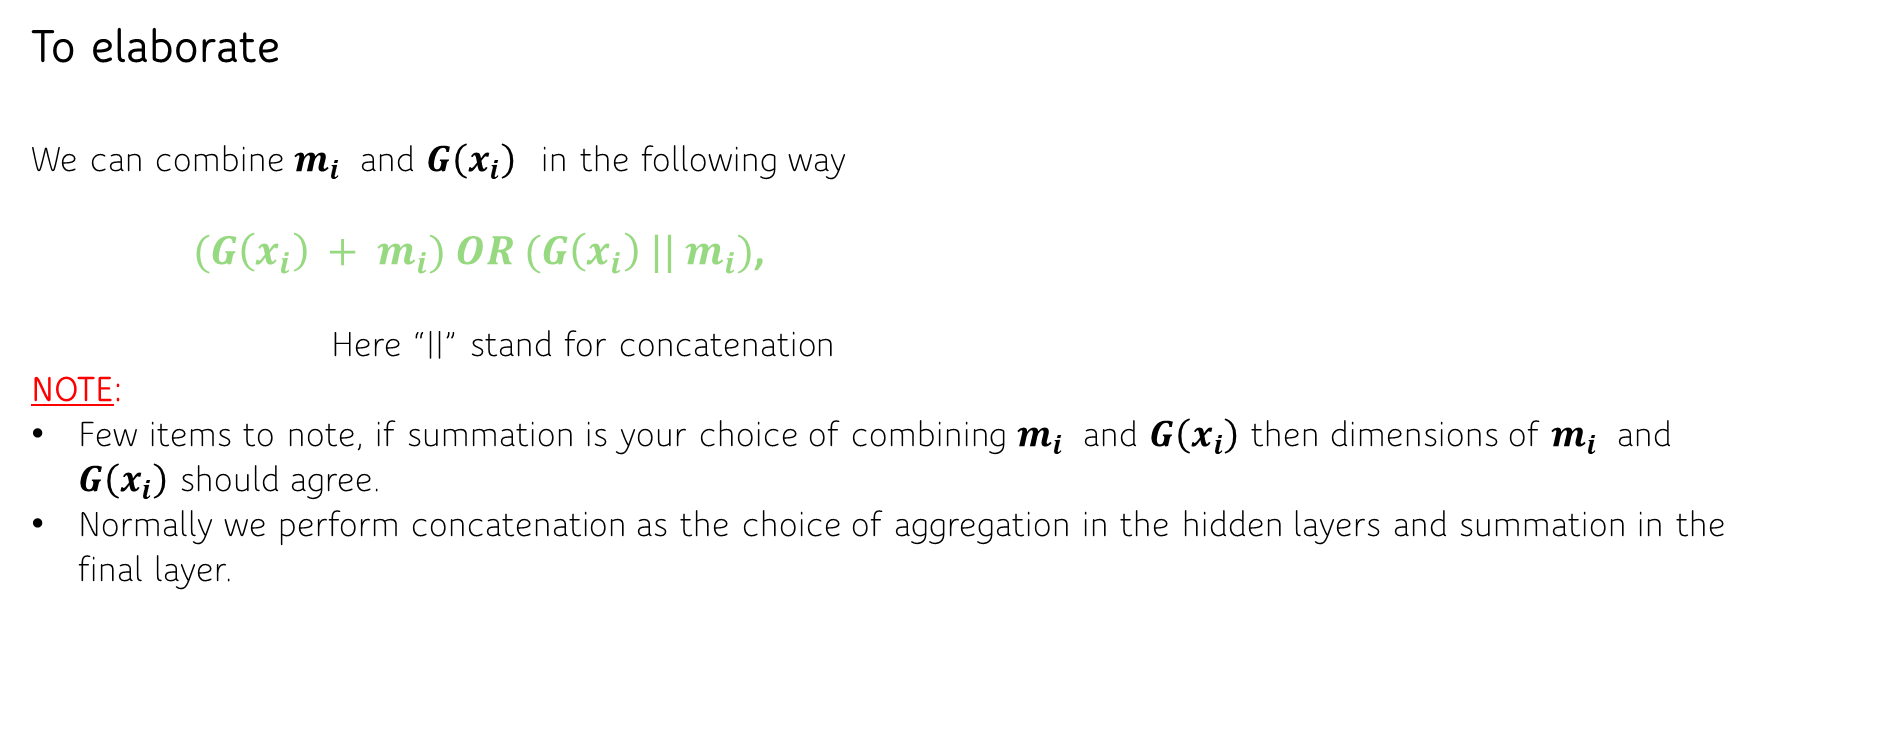 To elaborate
We can combine m_i and G(x_i) in the following way
(G(x_i) + m_i) OR (G(x_i) || m_i),
Here “||” stand for concatenation
NOTE:
• Few items to note, if summation is your choice of combining m_i and G(x_i) then dimensions of m_i and
G(x_i) should agree.
• Normally we perform concatenation as the choice of aggregation in the hidden layers and summation in the
final layer.